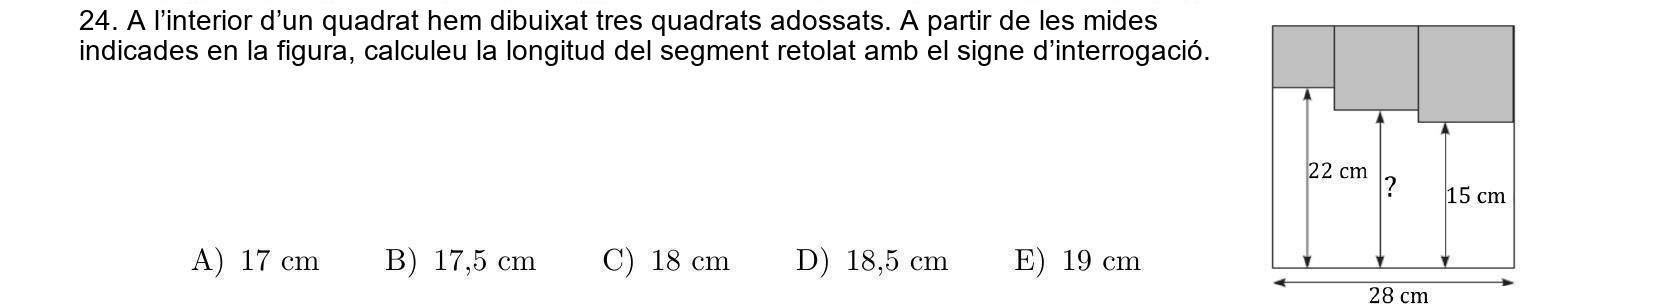 24. A l’interior d’un quadrat hem dibuixat tres quadrats adossats. A partir de les mides
indicades en la figura, calculeu la longitud del segment retolat amb el signe d’interrogació.
22 cm
?
15 cm
A) 17 cm B) 17,5 cm C) 18 cm D) 18,5 cm E) 19 cm
28 cm